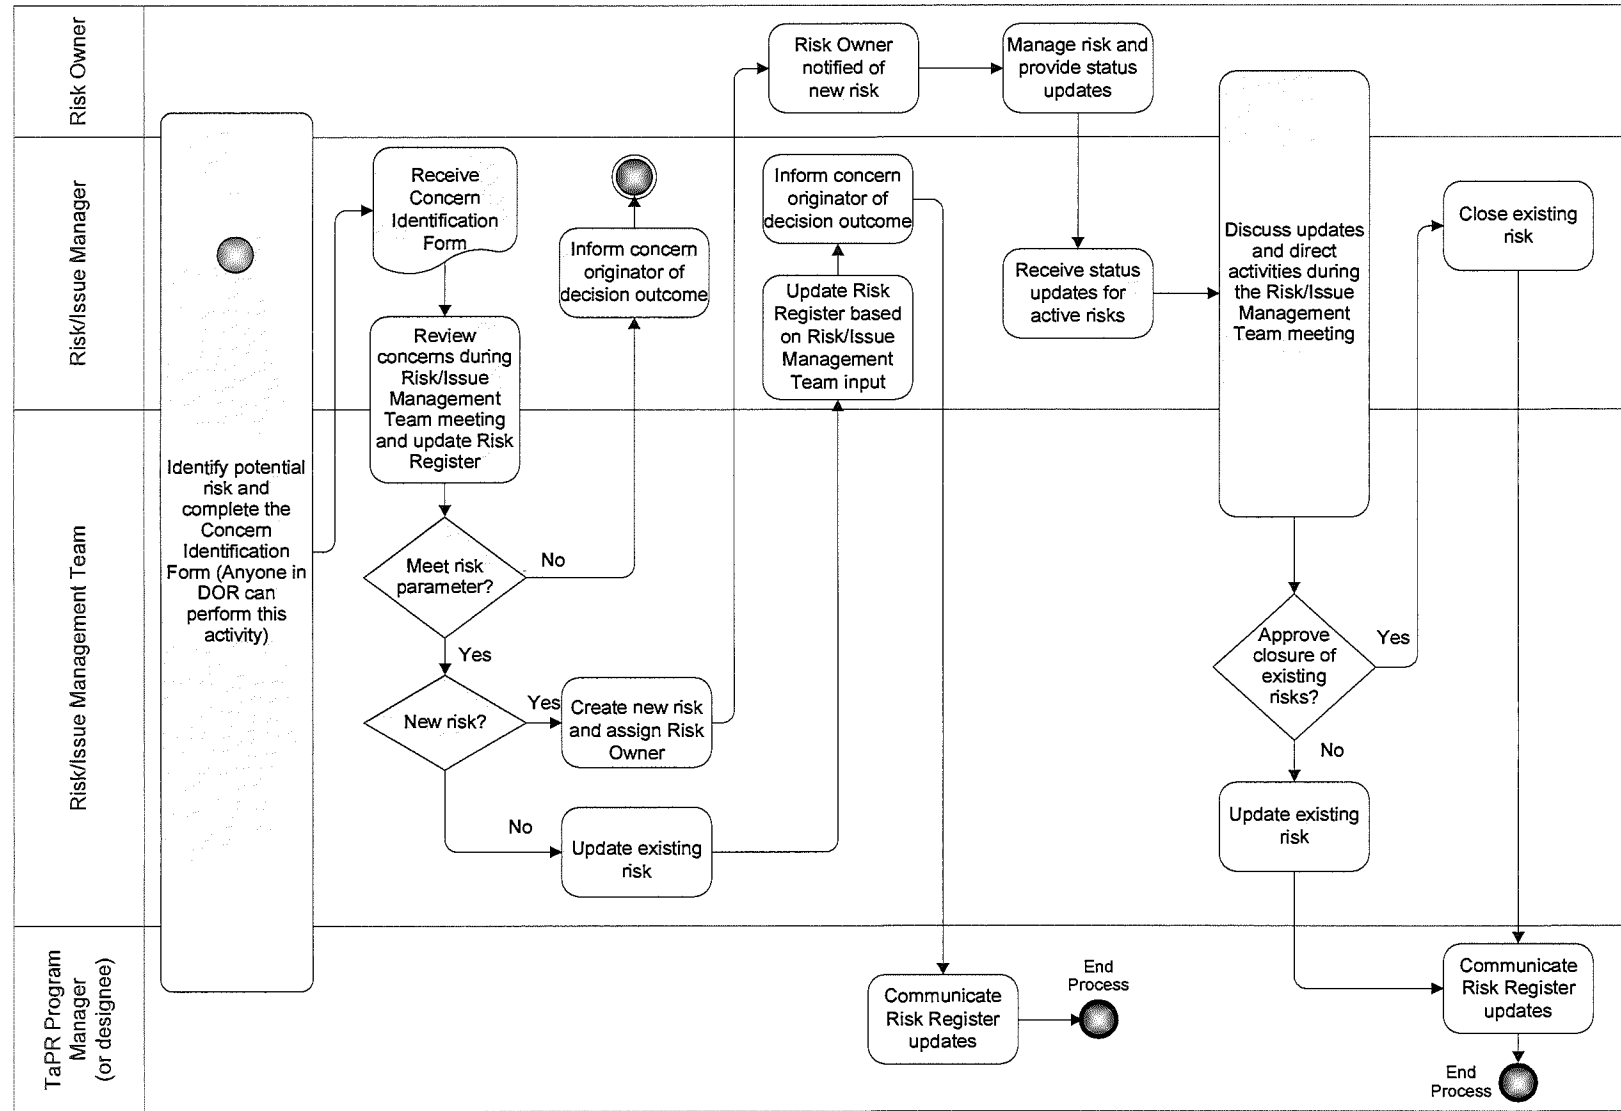 Risk Owner
Risk Owner
notified of
new risk
Manage risk and
provide status
updates
Risk/Issue Manager
Receive
Concern
Identification
Form
Inform concern
originator of
decision outcome
Review
concerns during
Risk/Issue
Management
Team meeting
and update Risk
Register
Inform concern
originator of
decision outcome
Update Risk
Register based
on Risk/Issue
Management
Team input
Receive status
updates for
active risks
Discuss updates
and direct
activities during
the Risk/Issue
Management
Team meeting
Close existing
risk
Risk/Issue Management Team
Identify potential
risk and
complete the
Concern
Identification
Form (Anyone in
DOR can
perform this
activity)
Meet risk
parameter?
No
Yes
New risk?
Yes
Create new risk
and assign Risk
Owner
No
Update existing
risk
Approve
closure of
existing
risks?
Yes
No
Update existing
risk
TaPR Program
Manager
(or designee)
Communicate
Risk Register
updates
End
Process
Communicate
Risk Register
updates
End
Process